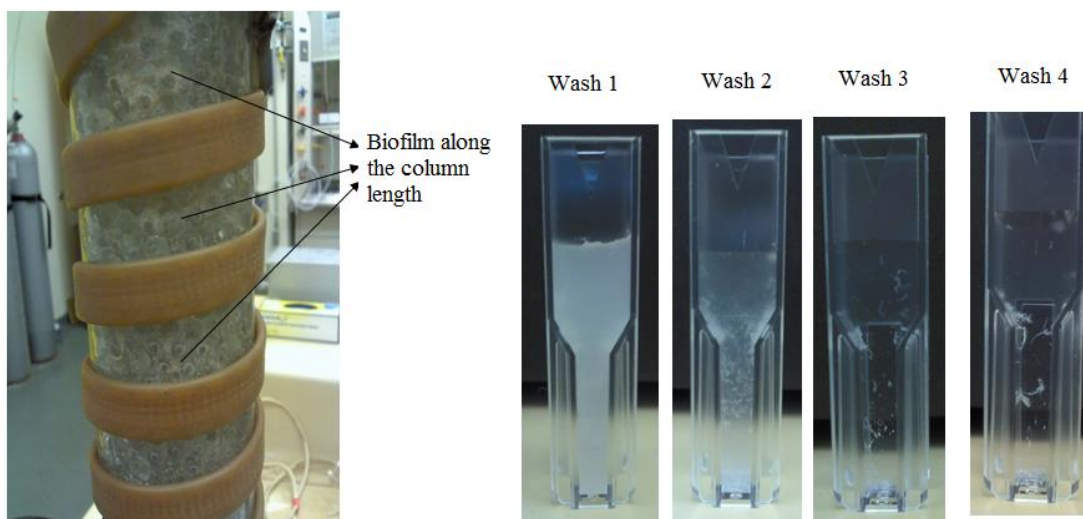 Biofilm along
the column
length
Wash 1
Wash 2
Wash 3
Wash 4